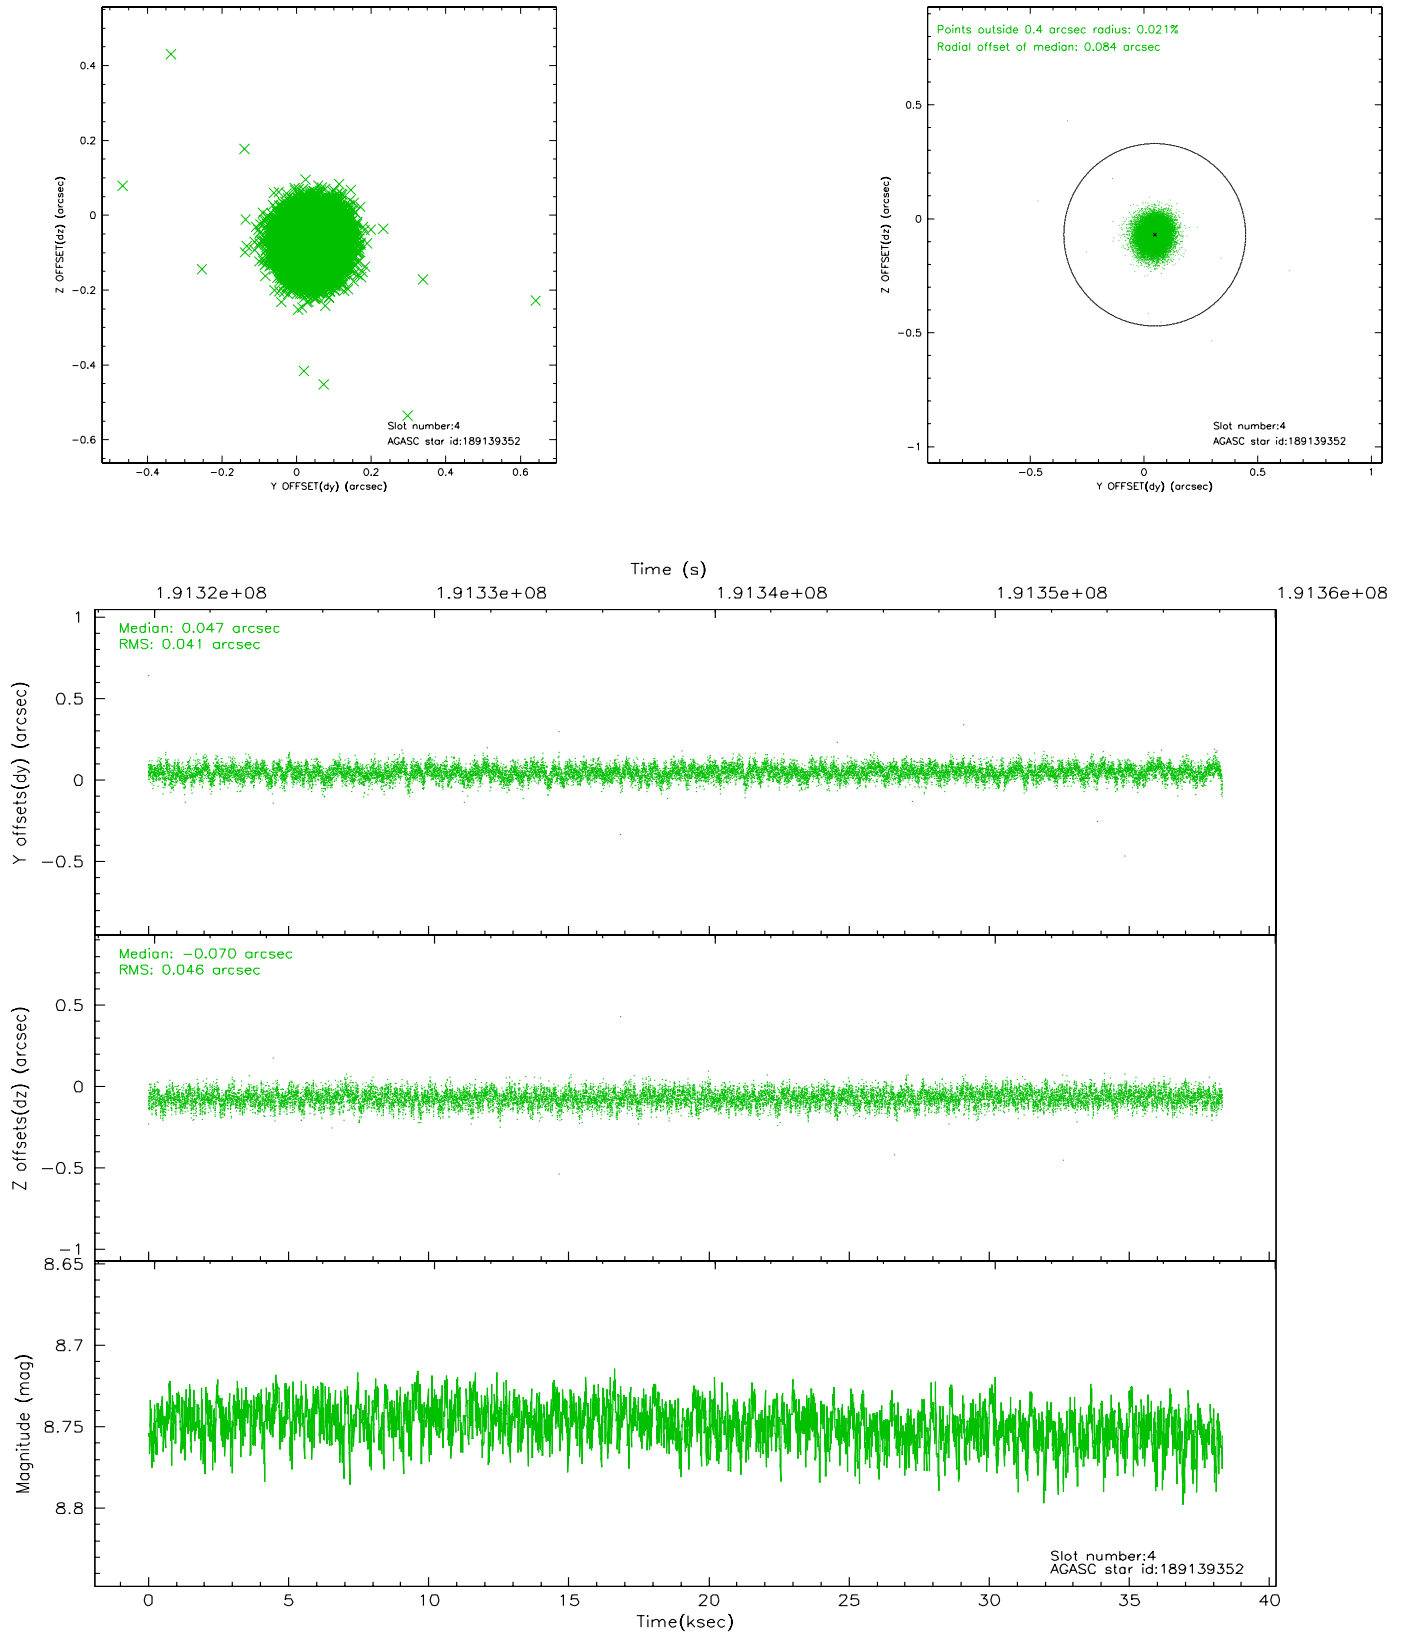 0.4
0.2
0
−0.2
−0.4
−0.6
Z OFFSET(dz) (arcsec)
−0.4 −0.2 0 0.2 0.4 0.6
Y OFFSET(dy) (arcsec)
Slot number:4
AGASC star id:189139352
Points outside 0.4 arcsec radius: 0.021%
Radial offset of median: 0.084 arcsec
0.5
0
−0.5
−1
Z OFFSET(dz) (arcsec)
−0.5 0 0.5 1
Y OFFSET(dy) (arcsec)
Slot number:4
AGASC star id:189139352
Time (s)
1.9132e+08 1.9133e+08 1.9134e+08 1.9135e+08 1.9136e+08
Median: 0.047 arcsec
RMS: 0.041 arcsec
1
0.5
0
−0.5
Y offsets(dy) (arcsec)
Median: −0.070 arcsec
RMS: 0.046 arcsec
0.5
0
−0.5
−1
Z offsets(dz) (arcsec)
8.65
8.7
8.75
8.8
Magnitude (mag)
Slot number:4
AGASC star id:189139352
0 5 10 15 20 25 30 35 40
Time(ksec)